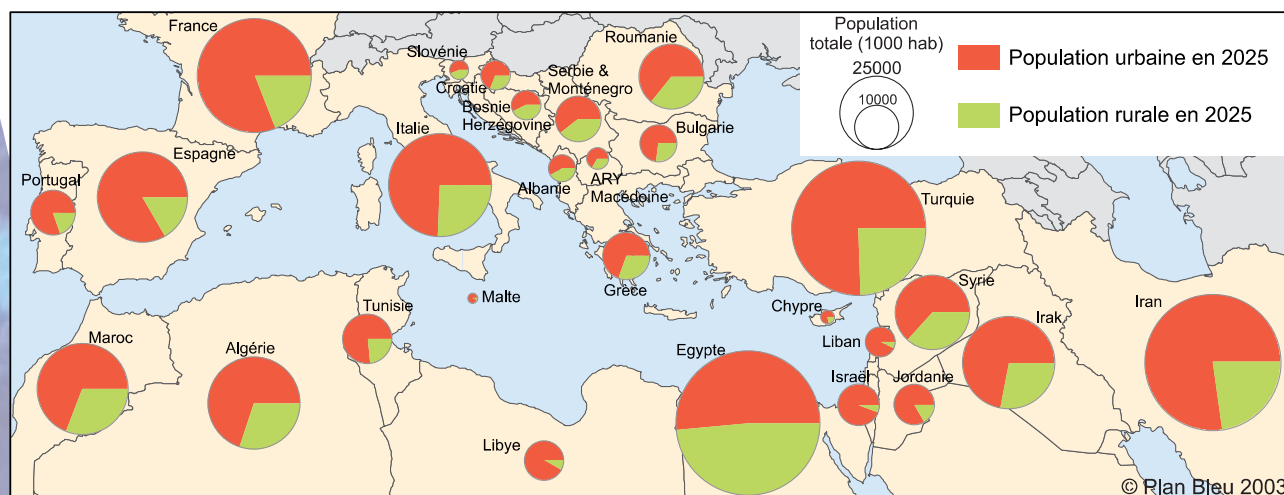 France
Slovénie
Roumanie
Serbie &
Monténégro
Croatie
Bosnie
Herzégovine
Italie
Bulgarie
Espagne
Portugal
Albanie
ARY
Macédoine
Turquie
Grèce
Malte
Tunisie
Chypre
Syrie
Iran
Irak
Maroc
Algérie
Egypte
Liban
Israël
Jordanie
Libye
Population
totale (1000 hab)
25000
10000
Population urbaine en 2025
Population rurale en 2025
© Plan Bleu 2003